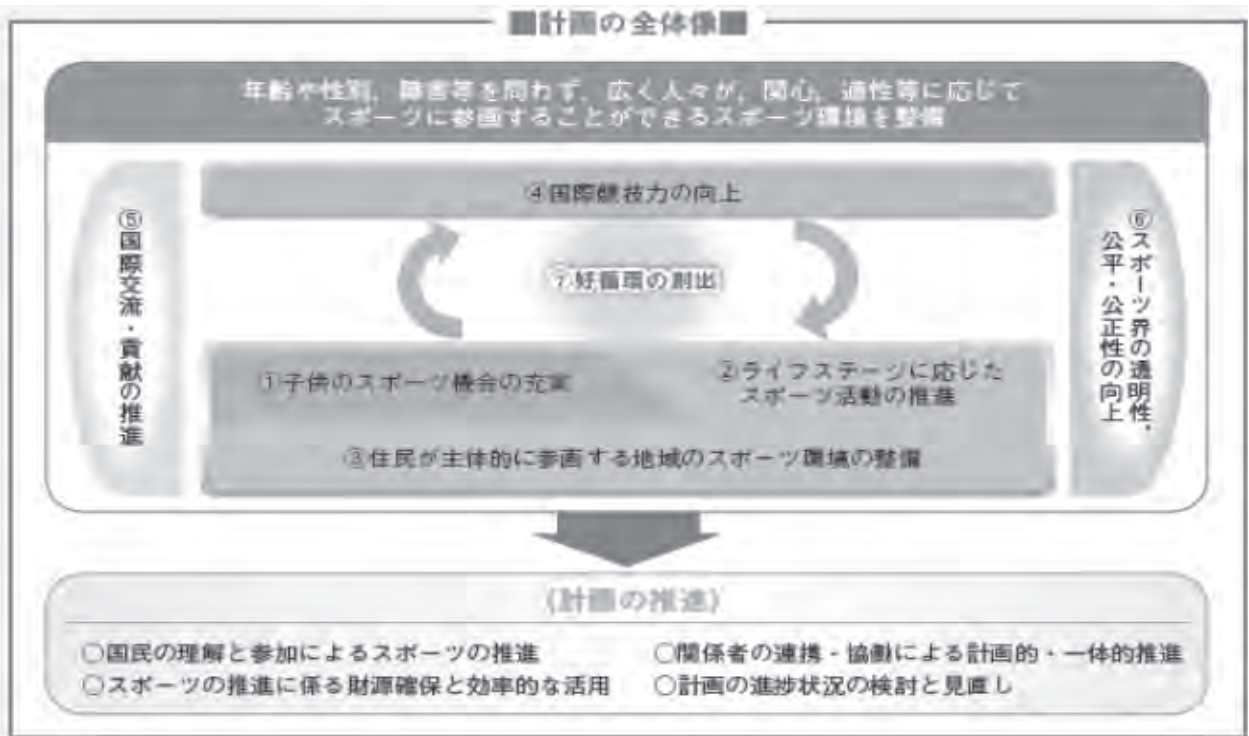 ■計画の全体像■
年齢や性別，障害等を問わず，広く人々が，関心，適性等に応じて
スポーツに参画することができるスポーツ環境を整備
④国際競技力の向上
⑤国際交流・貢献の推進
⑦好循環の創出
⑥スポーツ界の透明性，
公平・公正性の向上
①子供のスポーツ機会の充実
②ライフステージに応じた
スポーツ活動の推進
③住民が主体的に参画する地域のスポーツ環境の整備
(計画の推進)
○国民の理解と参加によるスポーツの推進
○関係者の連携・協働による計画的・一体的推進
○スポーツの推進に係る財源確保と効率的な活用
○計画の進捗状況の検討と見直し